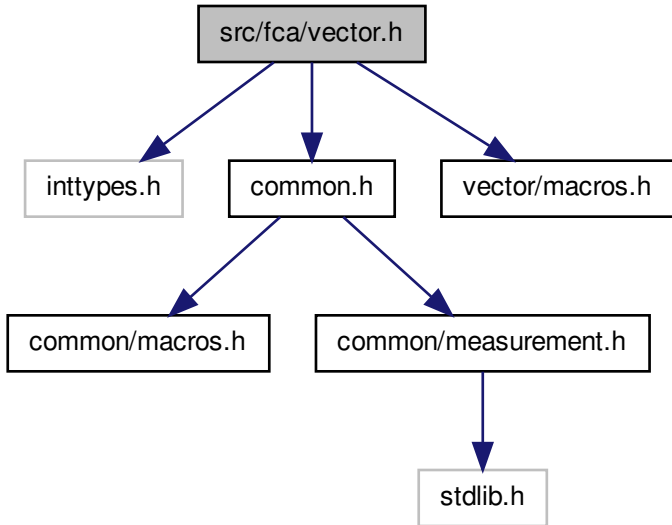 src/fca/vector.h
inttypes.h
common.h
vector/macros.h
common/macros.h
common/measurement.h
stdlib.h